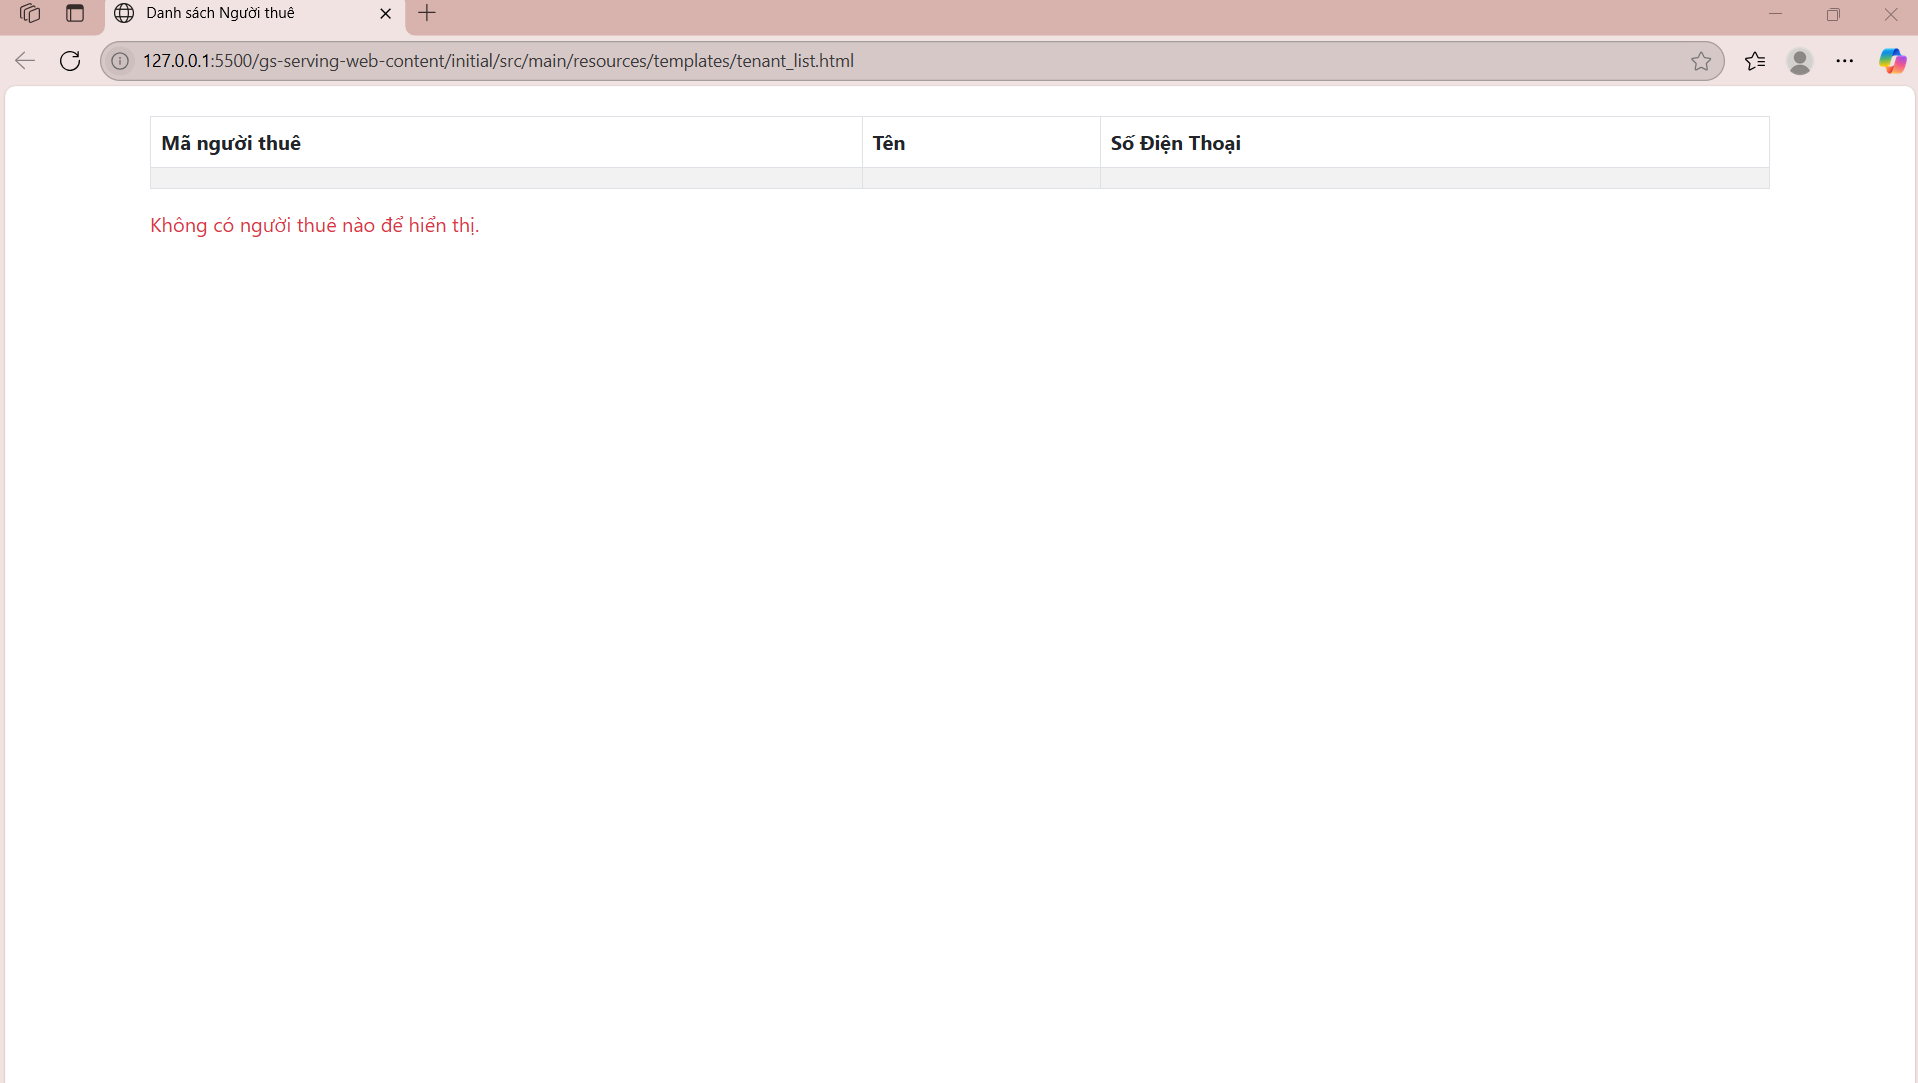 Danh sách Người thuê
127.0.0.1:5500/gs-serving-web-content/initial/src/main/resources/templates/tenant_list.html
Mã người thuê Tên Số Điện Thoại
Không có người thuê nào để hiển thị.